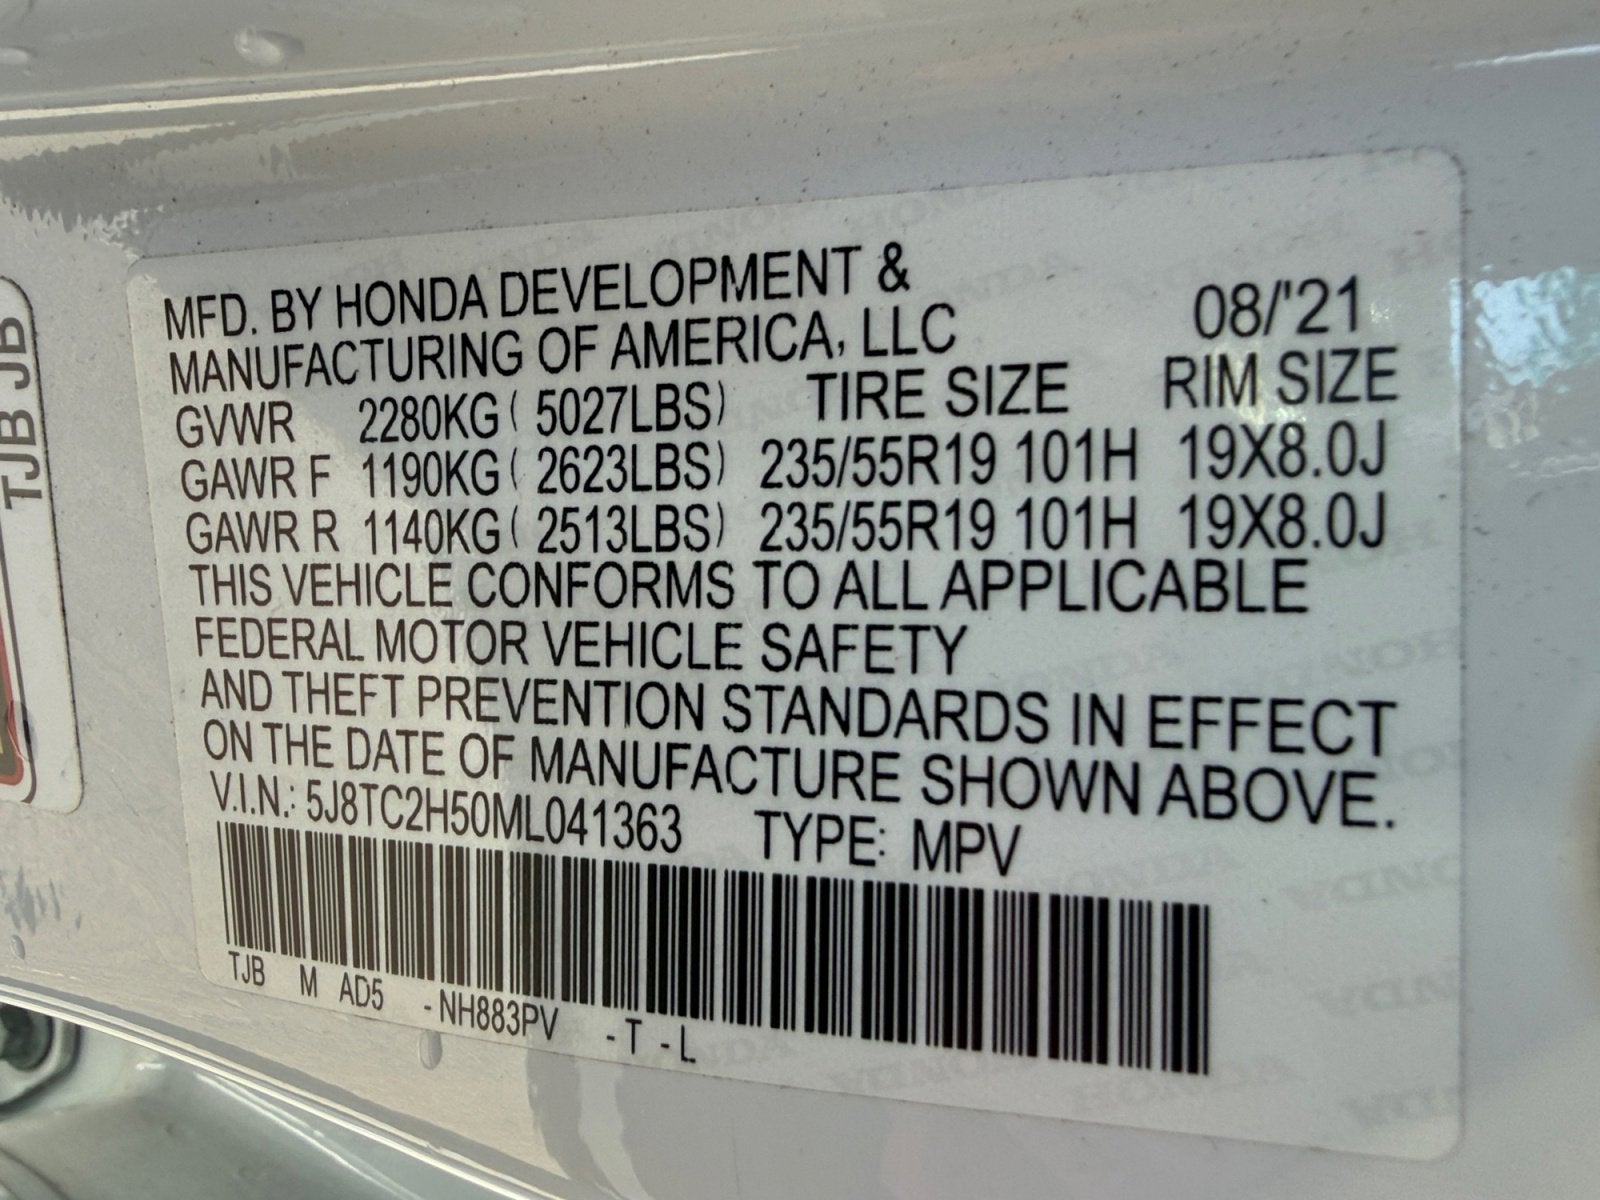 MFD. BY HONDA DEVELOPMENT &
MANUFACTURING OF AMERICA, LLC 08/'21
GVWR 2280KG ( 5027LBS) TIRE SIZE RIM SIZE
GAWR F 1190KG ( 2623LBS) 235/55R19 101H 19X8.0J
GAWR R 1140KG ( 2513LBS) 235/55R19 101H 19X8.0J
THIS VEHICLE CONFORMS TO ALL APPLICABLE
FEDERAL MOTOR VEHICLE SAFETY
AND THEFT PREVENTION STANDARDS IN EFFECT
ON THE DATE OF MANUFACTURE SHOWN ABOVE.
V.I.N.: 5J8TC2H50ML041363 TYPE: MPV
TJB M AD5 -NH883PV -T -L
TJB JB